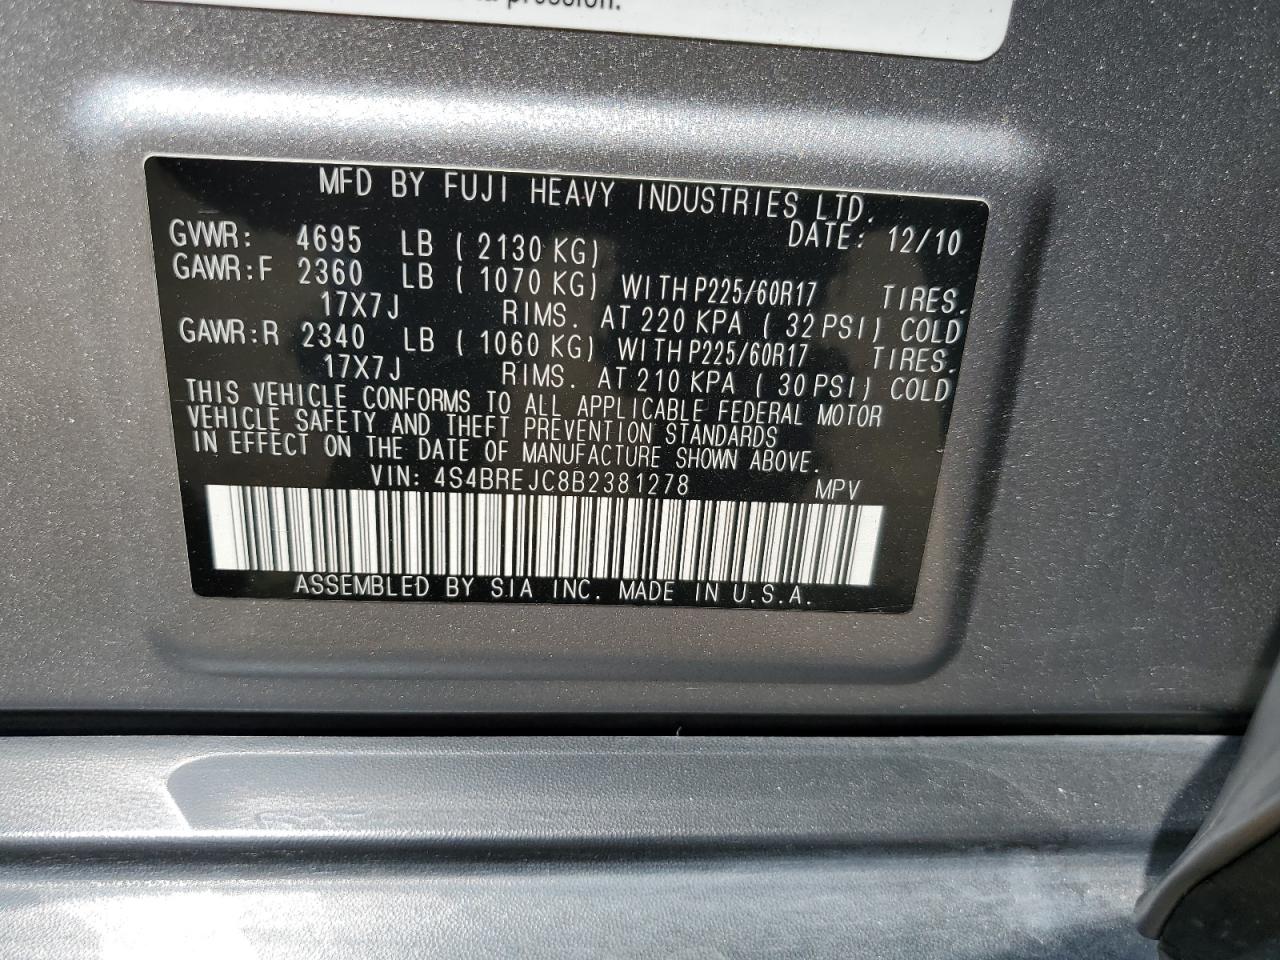 pression.
MFD BY FUJI HEAVY INDUSTRIES LTD.
DATE: 12/10
GVWR: 4695 LB ( 2130 KG)
GAWR:F 2360 LB ( 1070 KG) WITH P225/60R17 TIRES.
17X7J RIMS. AT 220 KPA ( 32 PSI) COLD
GAWR:R 2340 LB ( 1060 KG) WITH P225/60R17 TIRES.
17X7J RIMS. AT 210 KPA ( 30 PSI) COLD
THIS VEHICLE CONFORMS TO ALL APPLICABLE FEDERAL MOTOR
VEHICLE SAFETY AND THEFT PREVENTION STANDARDS
IN EFFECT ON THE DATE OF MANUFACTURE SHOWN ABOVE.
VIN: 4S4BREJC8B2381278 MPV
ASSEMBLED BY SIA INC. MADE IN U.S.A.